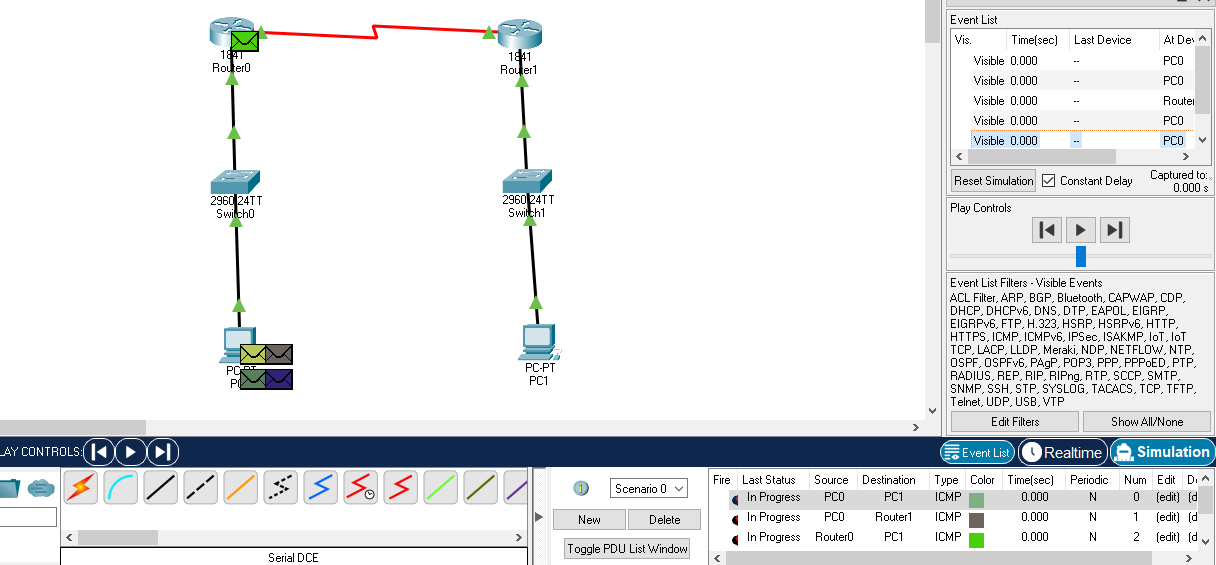 1841
Router0
1841
Router1
2960-24TT
Switch0
2960-24TT
Switch1
PC-PT
PC-PT
PC1
Event List
Vis. Time(sec) Last Device At Dev
Visible 0.000 -- PC0
Visible 0.000 -- PC0
Visible 0.000 -- Router
Visible 0.000 -- PC0
Visible 0.000 -- PC0
Reset Simulation Constant Delay Captured to:
0.000 s
Play Controls
Event List Filters - Visible Events
ACL Filter, ARP, BGP, Bluetooth, CAPWAP, CDP,
DHCP, DHCPv6, DNS, DTP, EAPOL, EIGRP,
EIGRPv6, FTP, H.323, HSRP, HSRPv6, HTTP,
HTTPS, ICMP, ICMPv6, IPSec, ISAKMP, IoT, IoT
TCP, LACP, LLDP, Meraki, NDP, NETFLOW, NTP,
OSPF, OSPFv6, PAgP, POP3, PPP, PPPoED, PTP,
RADIUS, REP, RIP, RIPng, RTP, SCCP, SMTP,
SNMP, SSH, STP, SYSLOG, TACACS, TCP, TFTP,
Telnet, UDP, USB, VTP
Edit Filters Show All/None
LAY CONTROLS: Event List Realtime Simulation
Scenario 0
New Delete
Toggle PDU List Window
Serial DCE
Fire Last Status Source Destination Type Color Time(sec) Periodic Num Edit De
In Progress PC0 PC1 ICMP 0.000 N 0 (edit) (d
In Progress PC0 Router1 ICMP 0.000 N 1 (edit) (d
In Progress Router0 PC1 ICMP 0.000 N 2 (edit) (d